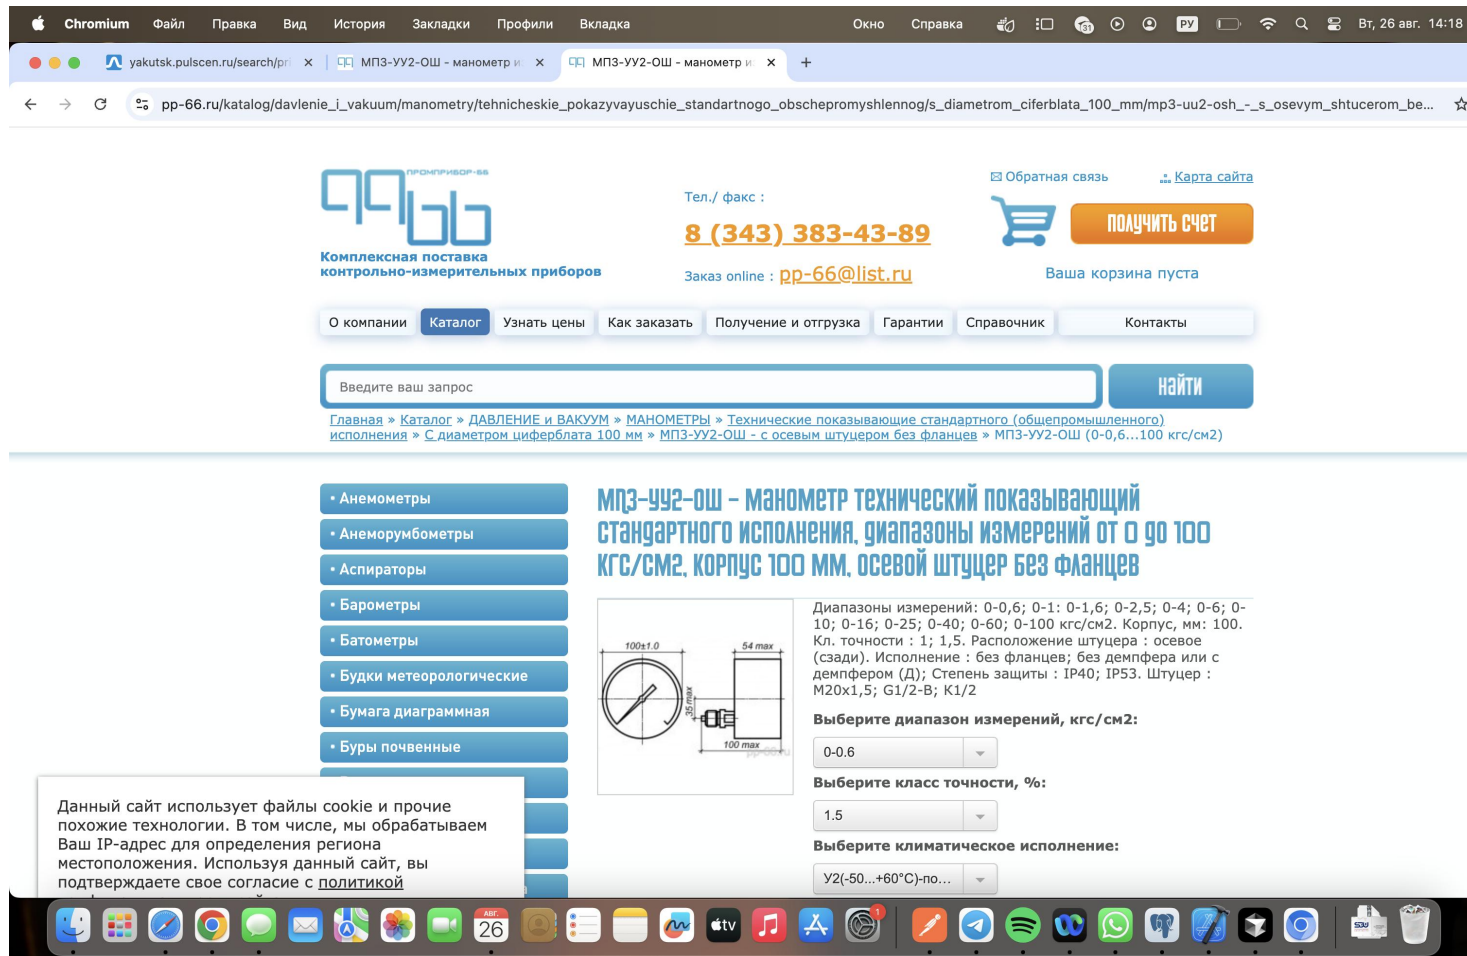 Chromium Файл Правка Вид История Закладки Профили Вкладка Окно Справка РУ Вт, 26 авг. 14:18
yakutsk.pulscen.ru/search/pri МПЗ-УУ2-ОШ - манометр и МПЗ-УУ2-ОШ - манометр и
pp-66.ru/katalog/davlenie_i_vakuum/manometry/tehnicheskie_pokazyvayuschie_standartnogo_obschepromyshlennog/s_diametrom_ciferblata_100_mm/mp3-uu2-osh_-_s_osevym_shtucerom_be...
ПРОМПРИБОР-66
Комплексная поставка
контрольно-измерительных приборов
Тел./ факс :
8 (343) 383-43-89
Заказ online : pp-66@list.ru
Обратная связь Карта сайта
ПОЛУЧИТЬ СЧЕТ
Ваша корзина пуста
О компании Каталог Узнать цены Как заказать Получение и отгрузка Гарантии Справочник Контакты
Введите ваш запрос найти
Главная » Каталог » ДАВЛЕНИЕ и ВАКУУМ » МАНОМЕТРЫ » Технические показывающие стандартного (общепромышленного)
исполнения » С диаметром циферблата 100 мм » МПЗ-УУ2-ОШ - с осевым штуцером без фланцев » МПЗ-УУ2-ОШ (0-0,6...100 кгс/см2)
• Анемометры
• Анеморумбометры
• Аспираторы
• Барометры
• Батометры
• Будки метеорологические
• Бумага диаграммная
• Буры почвенные
МПЗ-УУ2-ОШ - манометр технический показывающий
стандартного исполнения, диапазоны измерений от 0 до 100
кгс/см2, корпус 100 мм, осевой штуцер без фланцев
100±1.0 54 max
35 max
100 max
pp-66.ru
Диапазоны измерений: 0-0,6; 0-1: 0-1,6; 0-2,5; 0-4; 0-6; 0-
10; 0-16; 0-25; 0-40; 0-60; 0-100 кгс/см2. Корпус, мм: 100.
Кл. точности : 1; 1,5. Расположение штуцера : осевое
(сзади). Исполнение : без фланцев; без демпфера или с
демпфером (Д); Степень защиты : IP40; IP53. Штуцер :
М20х1,5; G1/2-B; К1/2
Выберите диапазон измерений, кгс/см2:
0-0.6
Выберите класс точности, %:
1.5
Выберите климатическое исполнение:
У2(-50...+60°C)-по...
Данный сайт использует файлы cookie и прочие
похожие технологии. В том числе, мы обрабатываем
Ваш IP-адрес для определения региона
местоположения. Используя данный сайт, вы
подтверждаете свое согласие с политикой
АВГ.
26
tv
1